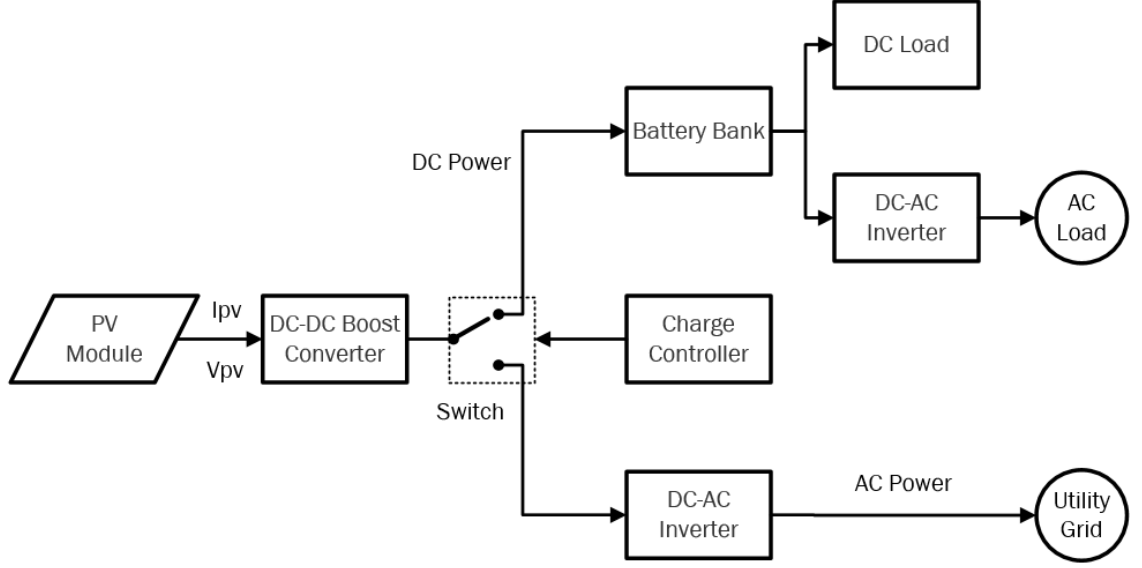 DC Load
Battery Bank
DC Power
DC-AC
Inverter
AC
Load
PV
Module
Ipv
Vpv
DC-DC Boost
Converter
Charge
Controller
Switch
DC-AC
Inverter
AC Power
Utility
Grid